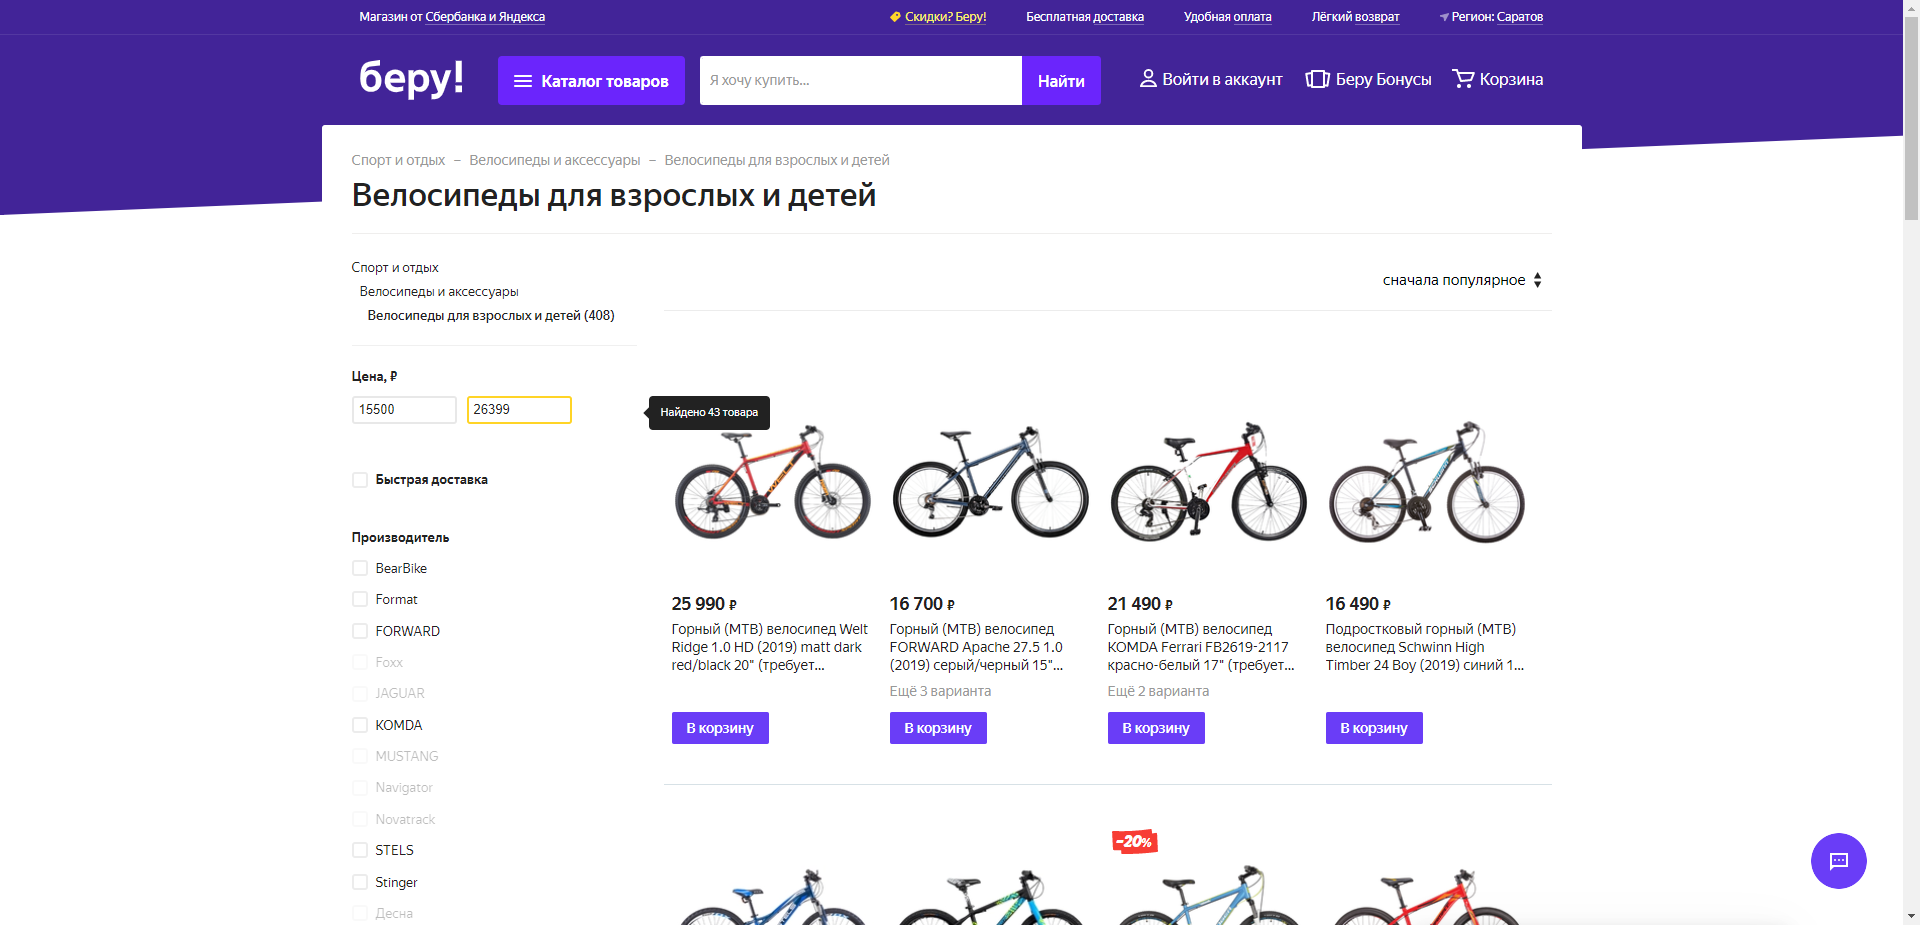 Магазин от Сбербанка и Яндекса
Скидки? Беру!
Бесплатная доставка
Удобная оплата
Лёгкий возврат
Регион: Саратов
беру!
Каталог товаров
Я хочу купить...
Найти
Войти в аккаунт
Беру Бонусы
Корзина
Спорт и отдых – Велосипеды и аксессуары – Велосипеды для взрослых и детей
Велосипеды для взрослых и детей
Спорт и отдых
Велосипеды и аксессуары
Велосипеды для взрослых и детей (408)
сначала популярное
Цена, ₽
15500
26399
Найдено 43 товара
Быстрая доставка
Производитель
BearBike
Format
FORWARD
Foxx
JAGUAR
KOMDA
MUSTANG
Navigator
Novatrack
STELS
Stinger
Десна
25 990 ₽
Горный (MTB) велосипед Welt
Ridge 1.0 HD (2019) matt dark
red/black 20" (требует...
В корзину
16 700 ₽
Горный (MTB) велосипед
FORWARD Apache 27.5 1.0
(2019) серый/черный 15"...
Ещё 3 варианта
В корзину
21 490 ₽
Горный (MTB) велосипед
KOMDA Ferrari FB2619-2117
красно-белый 17" (требует...
Ещё 2 варианта
В корзину
16 490 ₽
Подростковый горный (MTB)
велосипед Schwinn High
Timber 24 Boy (2019) синий 1...
В корзину
-20%